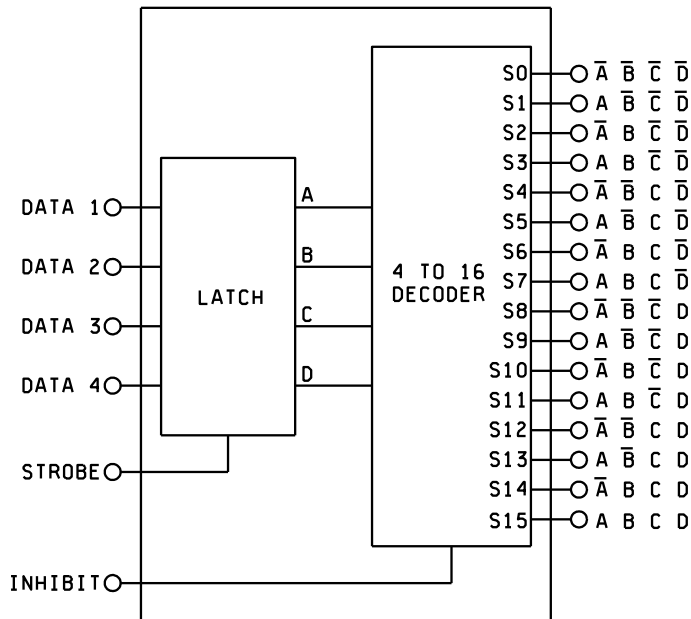 S0 A̅ B̅ C̅ D̅
S1 A B̅ C̅ D̅
S2 A̅ B C̅ D̅
S3 A B C̅ D̅
S4 A̅ B̅ C D̅
S5 A B̅ C D̅
S6 A̅ B C D̅
S7 A B C D̅
S8 A̅ B̅ C̅ D
S9 A B̅ C̅ D
S10 A̅ B C̅ D
S11 A B C̅ D
S12 A̅ B̅ C D
S13 A B̅ C D
S14 A̅ B C D
S15 A B C D
DATA 1
DATA 2
DATA 3
DATA 4
STROBE
INHIBIT
LATCH
A
B
C
D
4 TO 16
DECODER